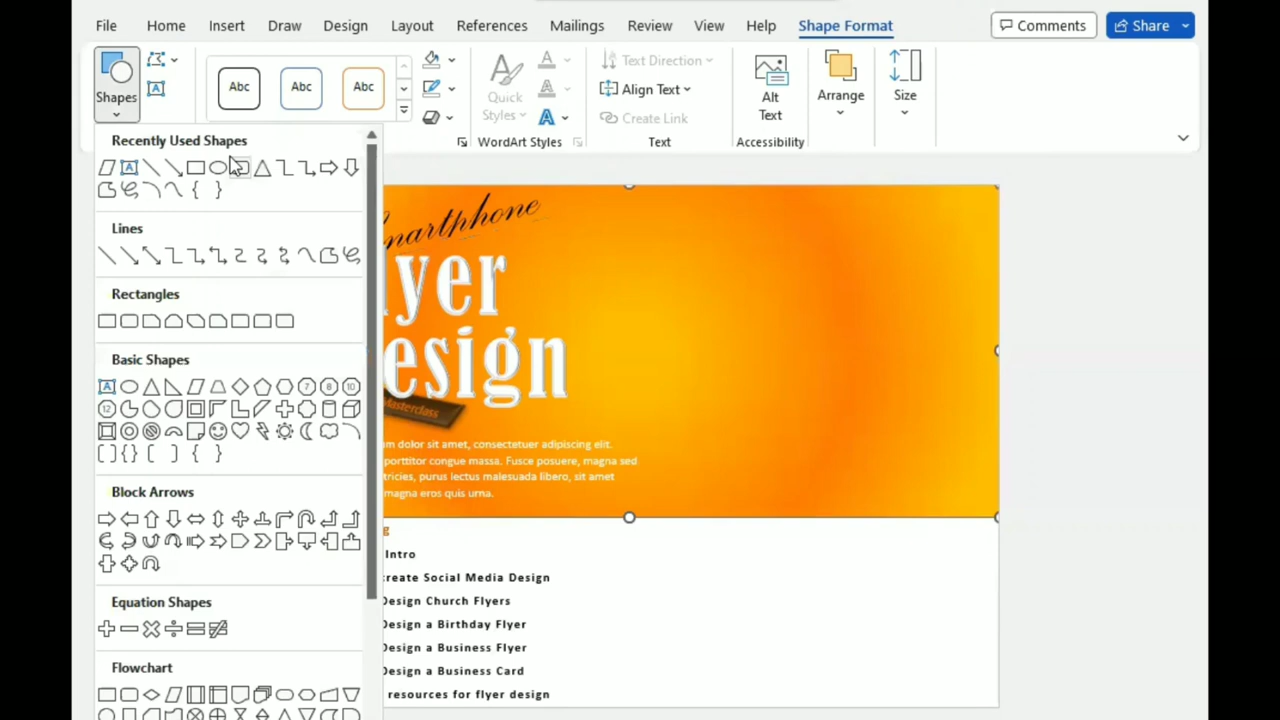 File Home Insert Draw Design Layout References Mailings Review View Help Shape Format Comments Share
Shapes
Abc Abc Abc
Quick Styles
Text Direction
Align Text
Create Link
Alt Text
Arrange
Size
WordArt Styles
Text
Accessibility
Recently Used Shapes
Lines
Rectangles
Basic Shapes
Block Arrows
Equation Shapes
Flowchart
martphone
lyer
esign
Masterclass
m dolor sit amet, consectetuer adipiscing elit.
porttitor congue massa. Fusce posuere, magna sed
tricies, purus lectus malesuada libero, sit amet
magna eros quis urna.
g
Intro
create Social Media Design
Design Church Flyers
Design a Birthday Flyer
Design a Business Flyer
Design a Business Card
resources for flyer design